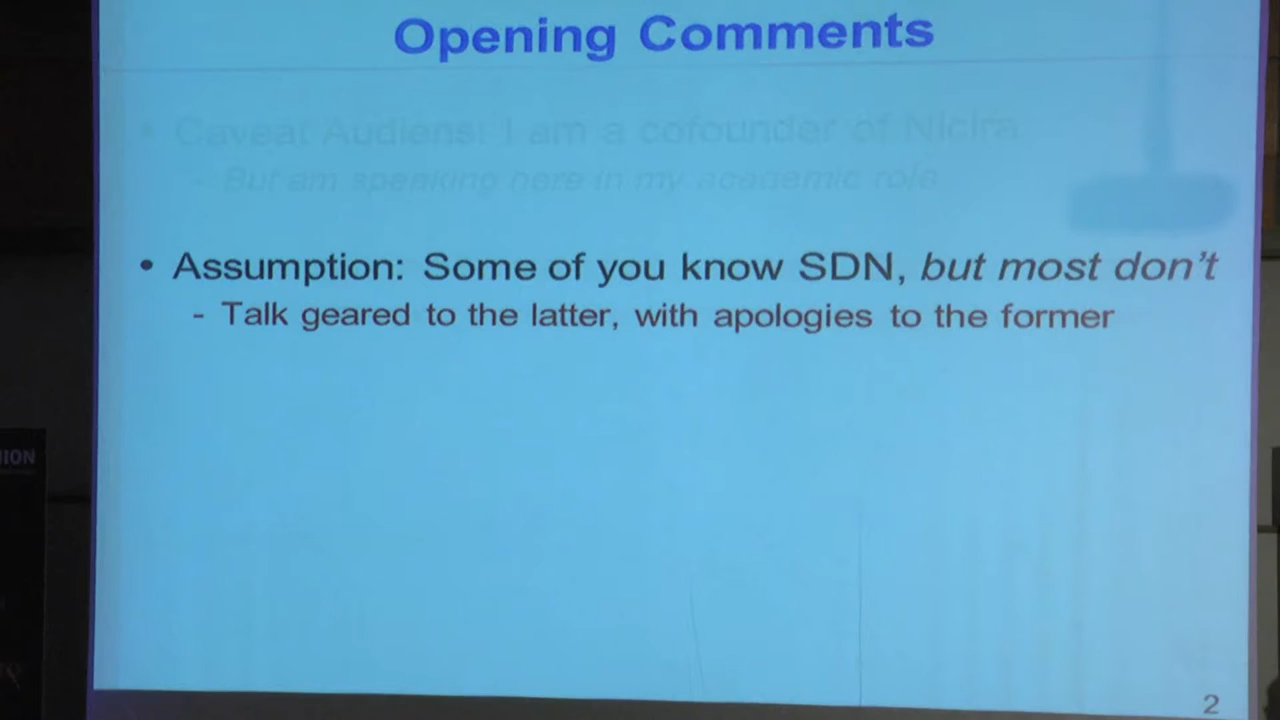 Opening Comments
• Caveat Audiens: I am a cofounder of Nicira
- But am speaking here in my academic role
• Assumption: Some of you know SDN, but most don't
- Talk geared to the latter, with apologies to the former
2